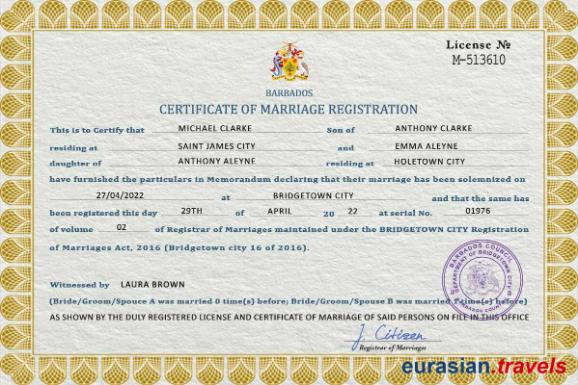 License №
M-513610
BARBADOS
CERTIFICATE OF MARRIAGE REGISTRATION
This is to Certify that MICHAEL CLARKE Son of ANTHONY CLARKE
residing at SAINT JAMES CITY and EMMA ALEYNE
daughter of ANTHONY ALEYNE residing at HOLETOWN CITY
have furnished the particulars in Memorandum declaring that their marriage has been solemnized on
27/04/2022 at BRIDGETOWN CITY and that the same has
been registered this day 29TH of APRIL 20 22 at serial No. 01976
of volume 02 of Registrar of Marriages maintained under the BRIDGETOWN CITY Registration
of Marriages Act, 2016 (Bridgetown city 16 of 2016).
BARBADOS COUNCIL
DEPARTMENT OF BRIDGETOWN CITY
BARBADOS COUNCIL
Witnessed by LAURA BROWN
(Bride/Groom/Spouce A was married 0 time(s) before; Bride/Groom/Spouce B was married 1 time(s) before)
AS SHOWN BY THE DULY REGISTERED LICENSE AND CERTIFICATE OF MARRIAGE OF SAID PERSONS ON FILE IN THIS OFFICE
J. Citizen
Registrar of Marriages
eurasian.travels